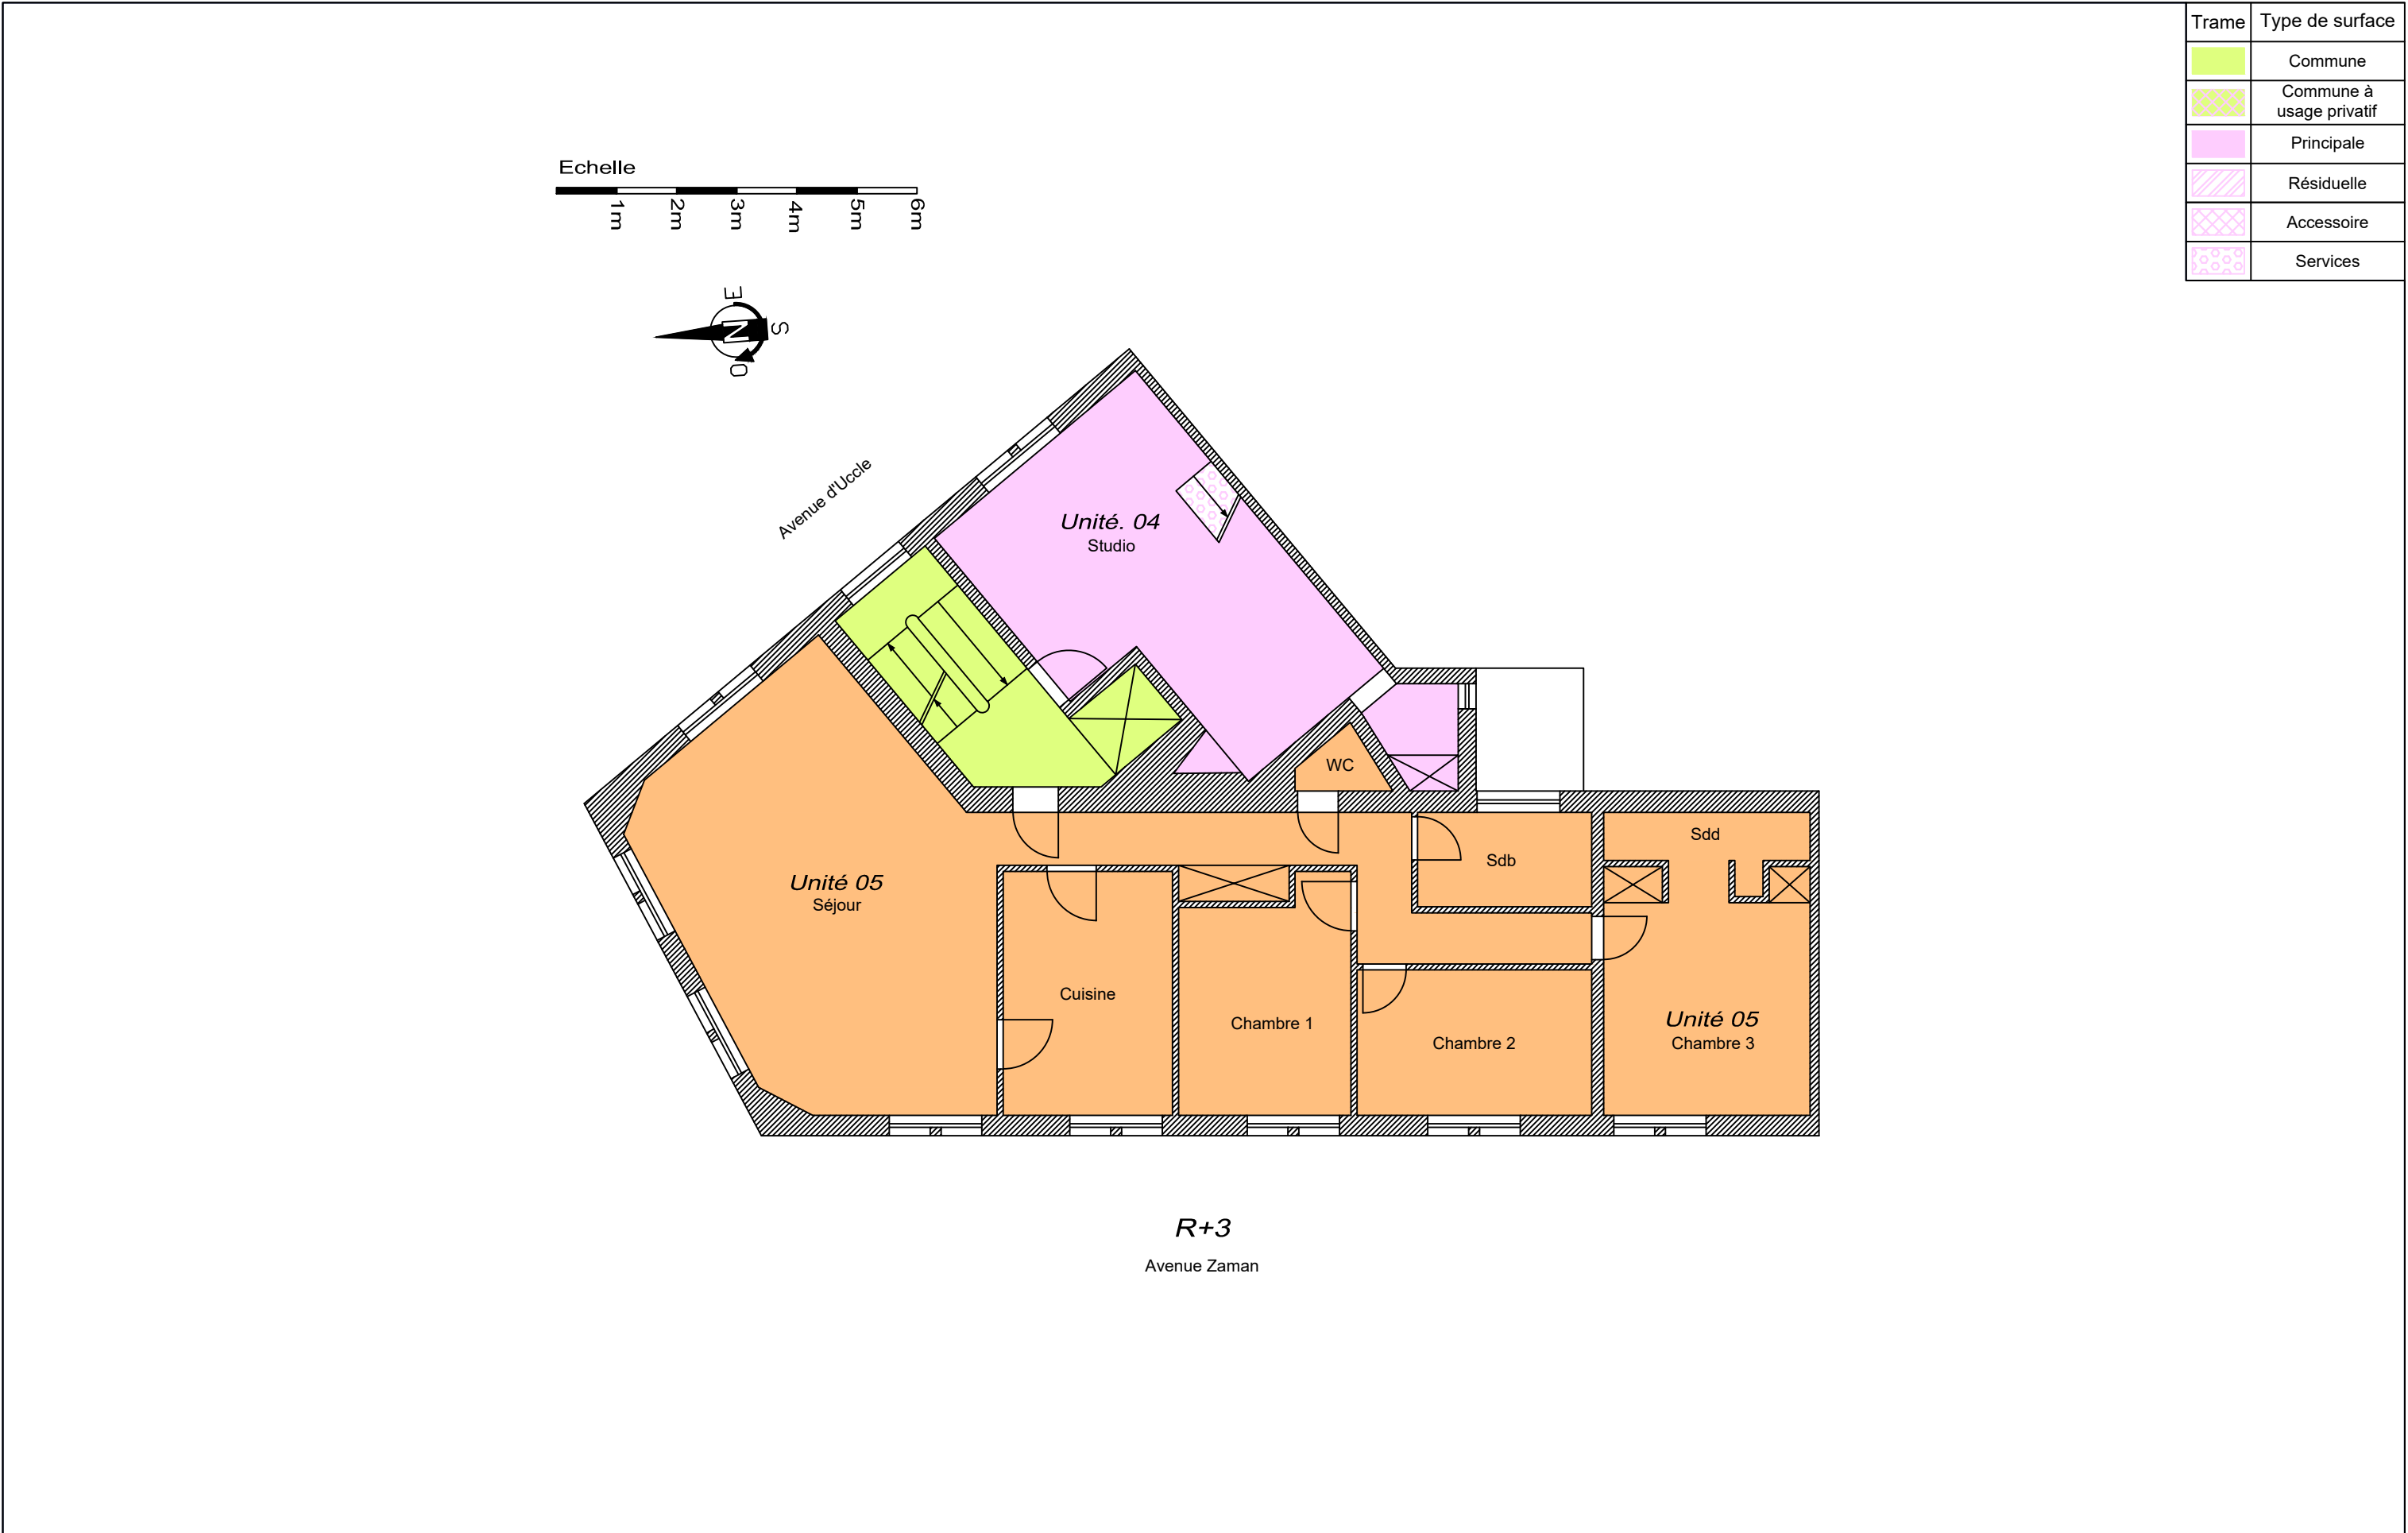 Trame Type de surface
Commune
Commune à
usage privatif
Principale
Résiduelle
Accessoire
Services
Echelle
1m 2m 3m 4m 5m 6m
E
N
S
O
Avenue d'Uccle
Unité. 04
Studio
WC
Sdd
Sdb
Unité 05
Séjour
Cuisine
Chambre 1
Chambre 2
Unité 05
Chambre 3
R+3
Avenue Zaman